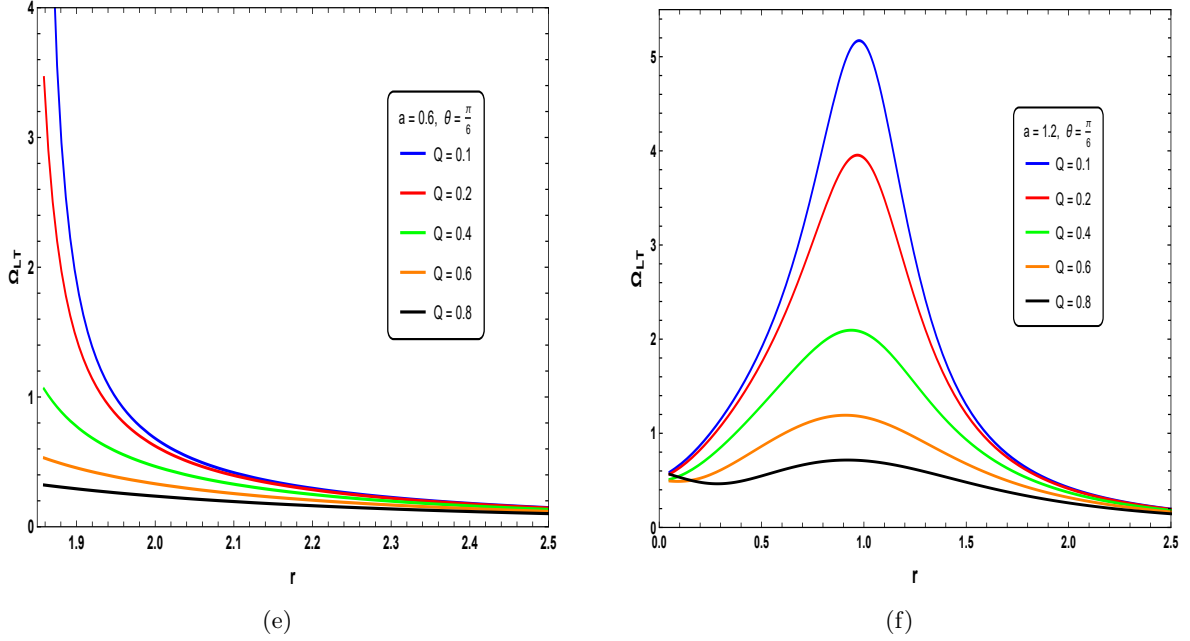 4
3
2
1
0
Ω_LT
1.9 2.0 2.1 2.2 2.3 2.4 2.5
r
a = 0.6, θ = π/6
Q = 0.1
Q = 0.2
Q = 0.4
Q = 0.6
Q = 0.8
(e)
5
4
3
2
1
0
Ω_LT
0.0 0.5 1.0 1.5 2.0 2.5
r
a = 1.2, θ = π/6
Q = 0.1
Q = 0.2
Q = 0.4
Q = 0.6
Q = 0.8
(f)